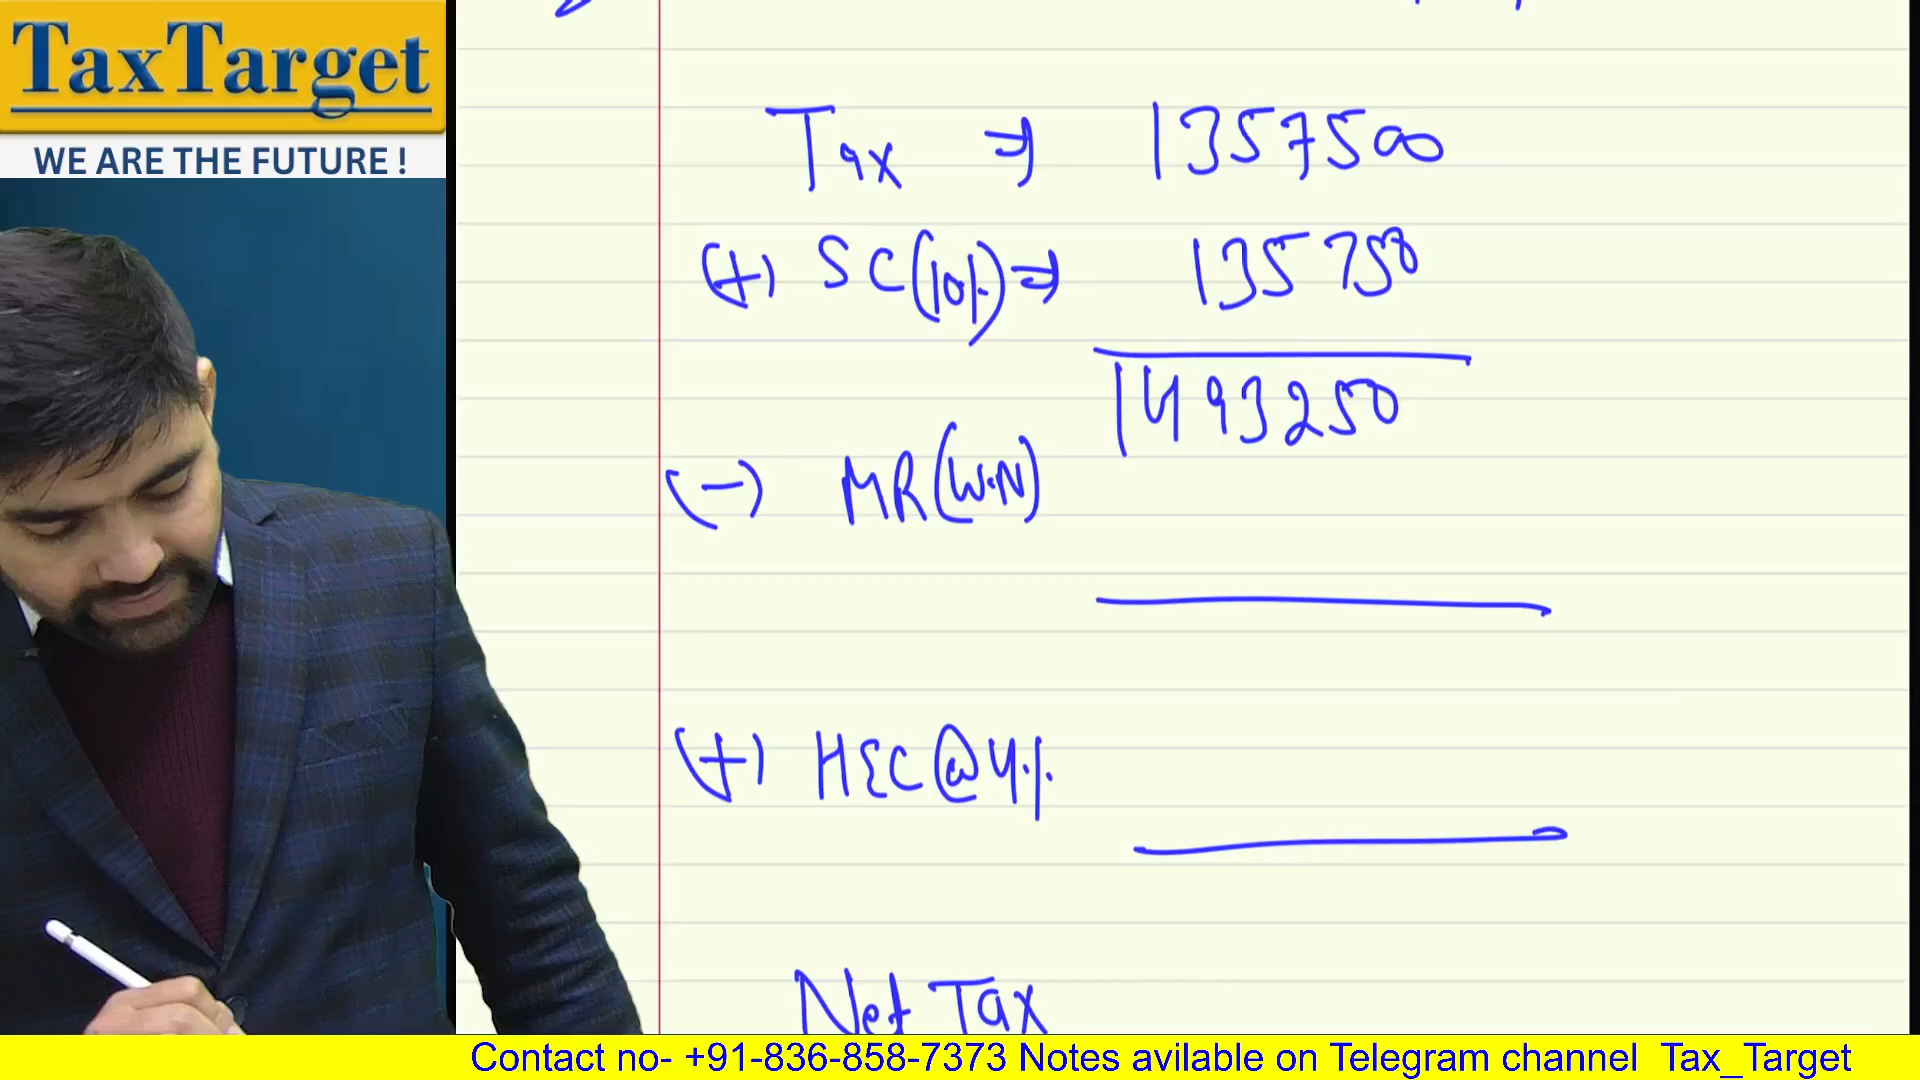 TaxTarget
WE ARE THE FUTURE !
Tax ⇒ 1357500
(+) SC(10%) ⇒ 135750
1493250
(-) MR(W.N)
(+) HEC@4%
Net Tax
Contact no- +91-836-858-7373 Notes avilable on Telegram channel Tax_Target